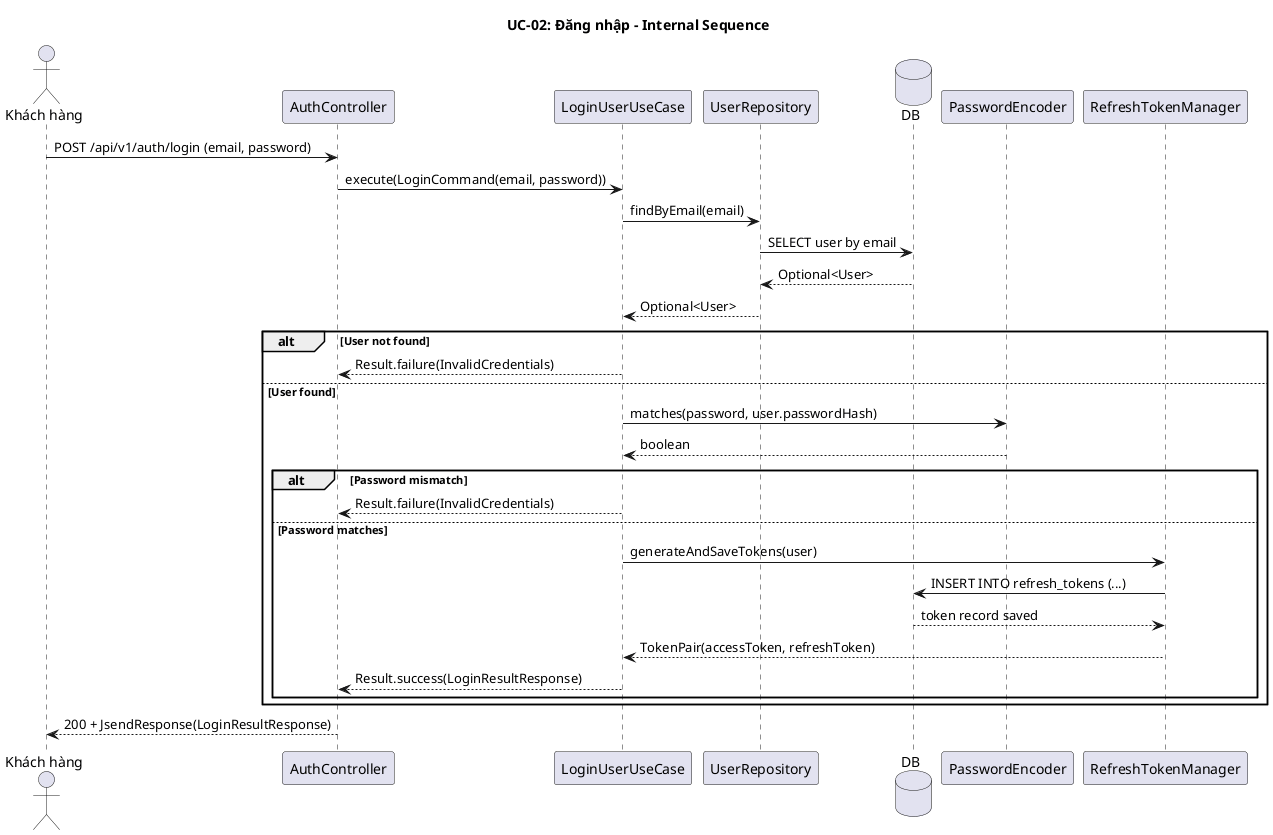 UC-02: Đăng nhập - Internal Sequence
Khách hàng
AuthController
LoginUserUseCase
UserRepository
DB
PasswordEncoder
RefreshTokenManager
POST /api/v1/auth/login (email, password)
execute(LoginCommand(email, password))
findByEmail(email)
SELECT user by email
Optional<User>
Optional<User>
alt [User not found]
Result.failure(InvalidCredentials)
[User found]
matches(password, user.passwordHash)
boolean
alt [Password mismatch]
Result.failure(InvalidCredentials)
[Password matches]
generateAndSaveTokens(user)
INSERT INTO refresh_tokens (...)
token record saved
TokenPair(accessToken, refreshToken)
Result.success(LoginResultResponse)
200 + JsendResponse(LoginResultResponse)
Khách hàng
AuthController
LoginUserUseCase
UserRepository
DB
PasswordEncoder
RefreshTokenManager